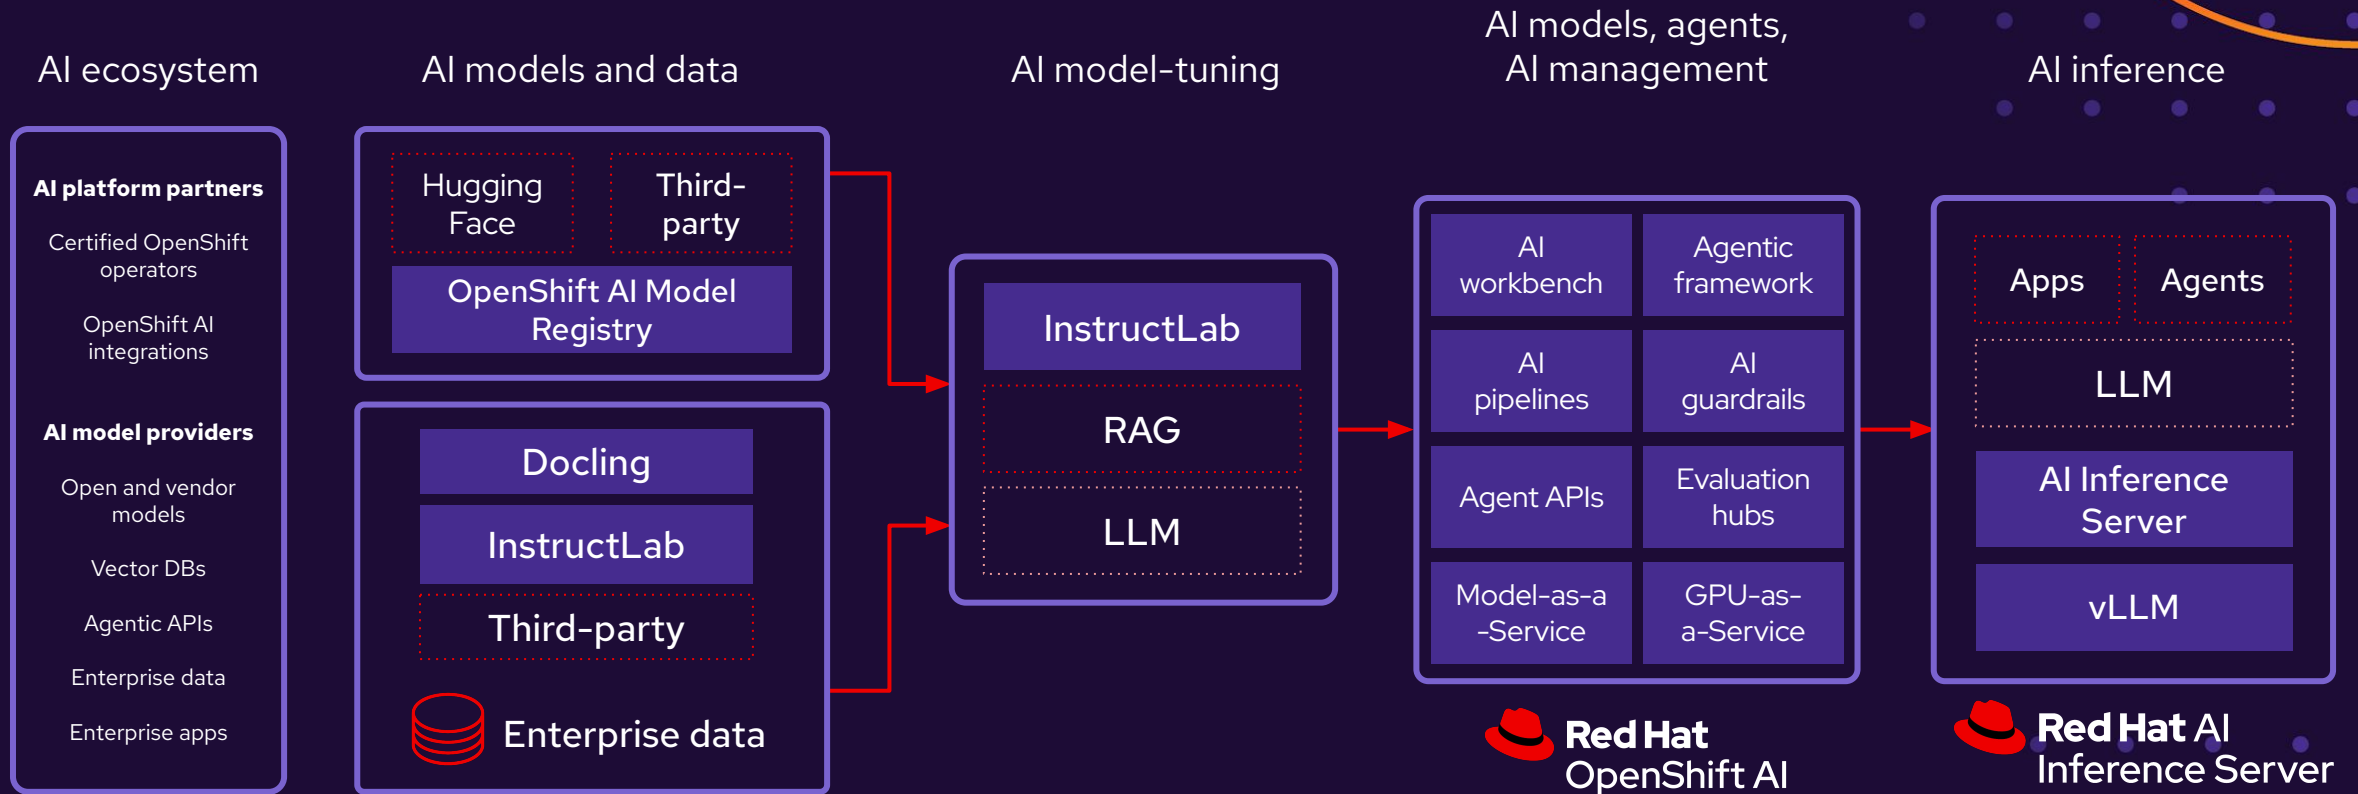 AI ecosystem
AI platform partners
Certified OpenShift
operators
OpenShift AI
integrations
AI model providers
Open and vendor
models
Vector DBs
Agentic APIs
Enterprise data
Enterprise apps
AI models and data
Hugging
Face
Third-
party
OpenShift AI Model
Registry
Docling
InstructLab
Third-party
Enterprise data
AI model-tuning
InstructLab
RAG
LLM
AI models, agents,
AI management
AI
workbench
Agentic
framework
AI
pipelines
AI
guardrails
Agent APIs
Evaluation
hubs
Model-as-a
-Service
GPU-as-
a-Service
Red Hat
OpenShift AI
AI inference
Apps
Agents
LLM
AI Inference
Server
vLLM
Red Hat AI
Inference Server